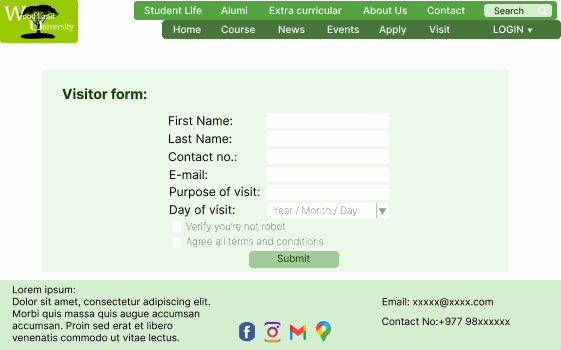 Wood Land
University
Student Life Alumi Extra curricular About Us Contact Search
Home Course News Events Apply Visit LOGIN ▼
Visitor form:
First Name:
Last Name:
Contact no.:
E-mail:
Purpose of visit:
Day of visit: Year / Month / Day
Verify you're not robot
Agree all terms and conditions
Submit
Lorem ipsum:
Dolor sit amet, consectetur adipiscing elit.
Morbi quis massa quis augue accumsan
accumsan. Proin sed erat et libero
venenatis commodo ut vitae lectus.
Email: xxxxx@xxxx.com
Contact No:+977 98xxxxxx